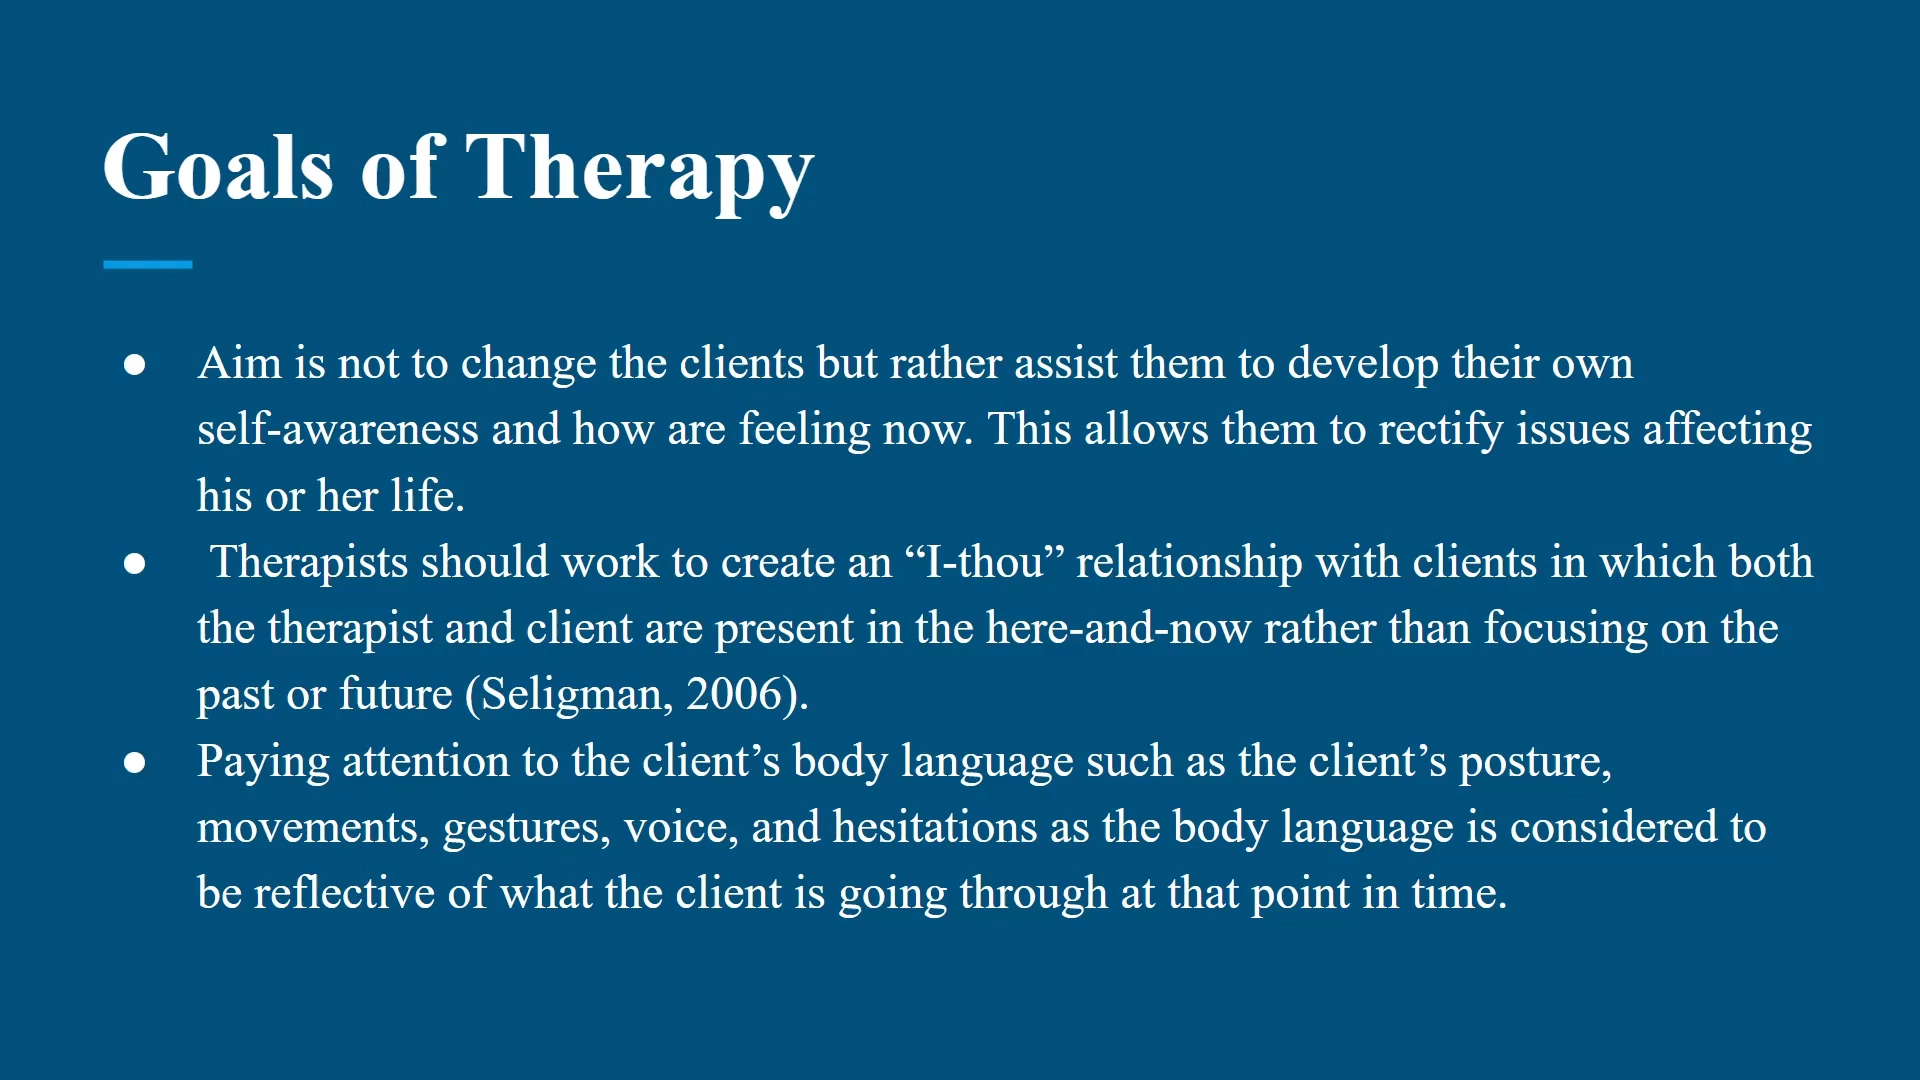 Goals of Therapy
● Aim is not to change the clients but rather assist them to develop their own
self-awareness and how are feeling now. This allows them to rectify issues affecting
his or her life.
● Therapists should work to create an “I-thou” relationship with clients in which both
the therapist and client are present in the here-and-now rather than focusing on the
past or future (Seligman, 2006).
● Paying attention to the client’s body language such as the client’s posture,
movements, gestures, voice, and hesitations as the body language is considered to
be reflective of what the client is going through at that point in time.